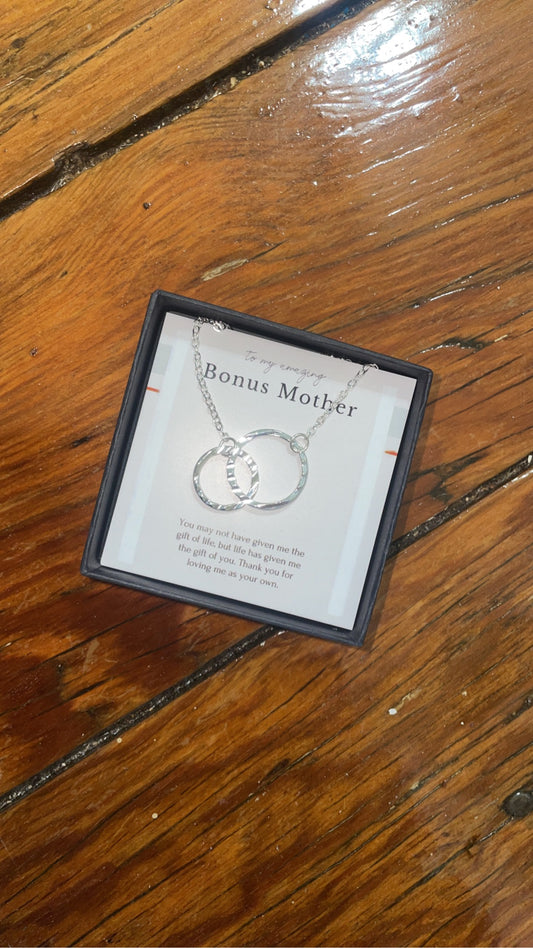 to my amazing
Bonus Mother
You may not have given me the
gift of life, but life has given me
the gift of you. Thank you for
loving me as your own.